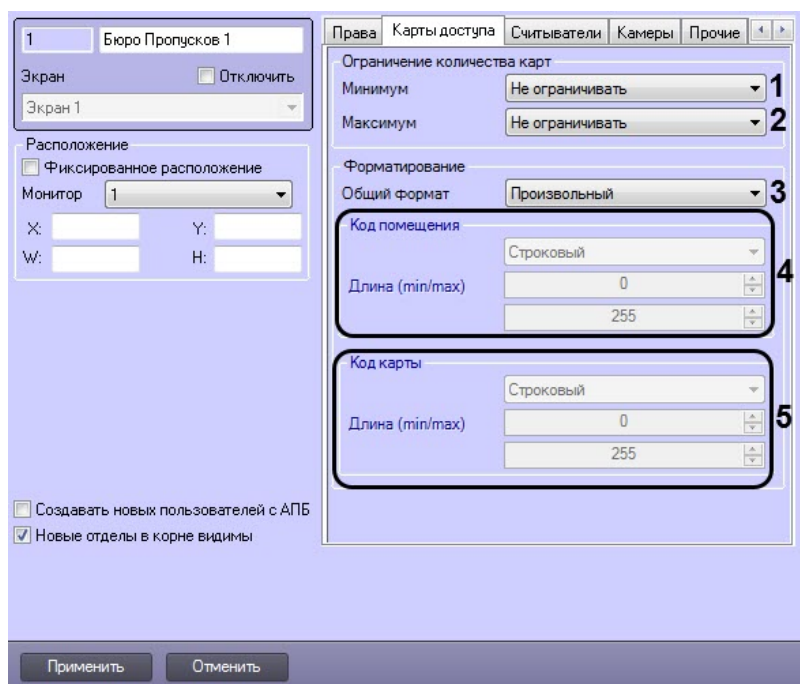 1 Бюро Пропусков 1
Экран Отключить
Экран 1
Расположение
Фиксированное расположение
Монитор 1
X: Y:
W: H:
Создавать новых пользователей с АПБ
Новые отделы в корне видимы
Права Карты доступа Считыватели Камеры Прочие
Ограничение количества карт
Минимум Не ограничивать 1
Максимум Не ограничивать 2
Форматирование
Общий формат Произвольный 3
Код помещения
Строковый
Длина (min/max) 0
4
255
Код карты
Строковый
Длина (min/max) 0 5
255
Применить Отменить